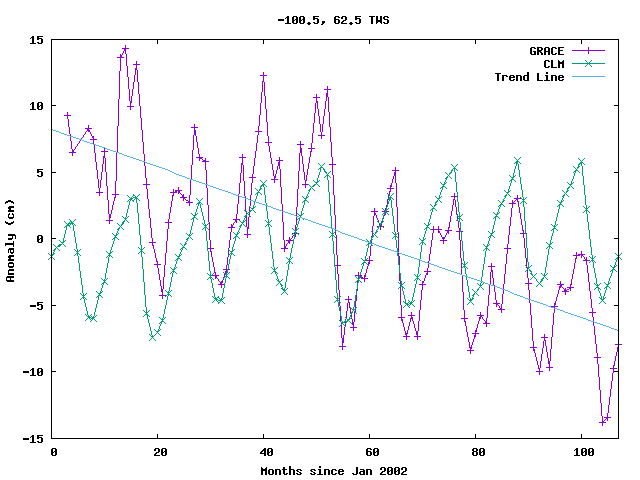 -100.5, 62.5 TWS
GRACE
CLM
Trend Line
15
10
5
0
-5
-10
-15
Anomaly (cm)
0 20 40 60 80 100
Months since Jan 2002